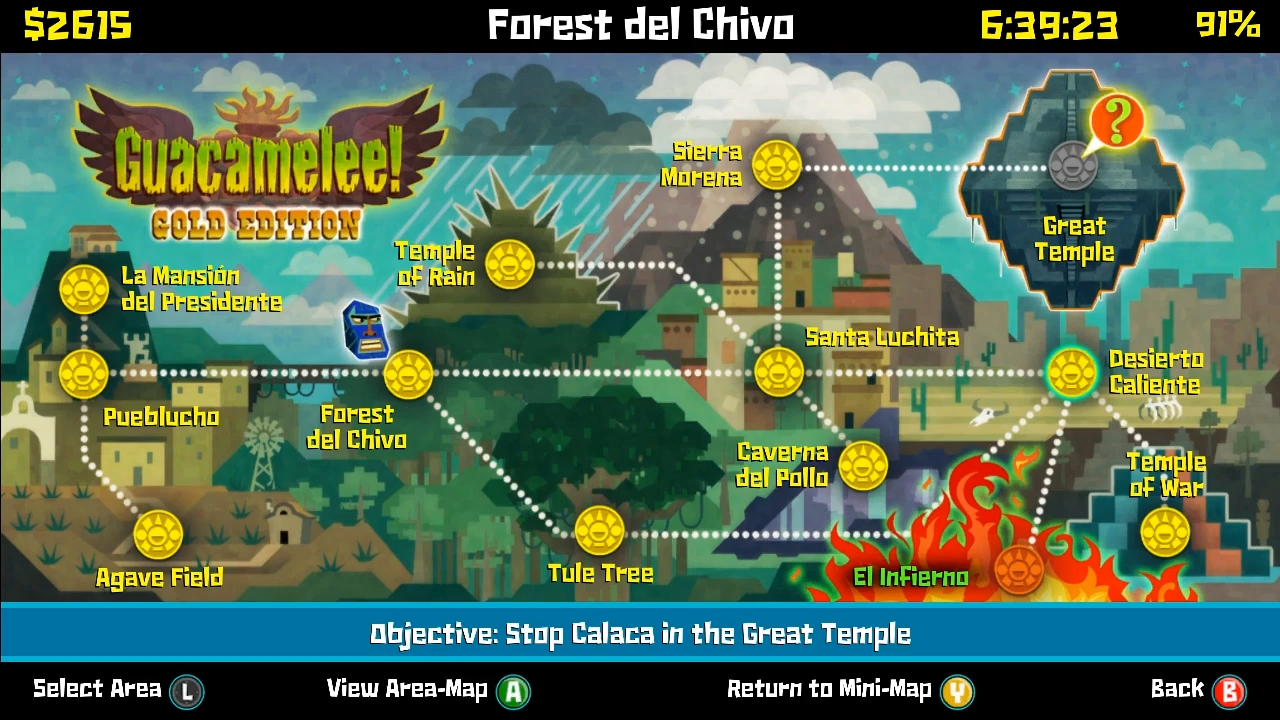 $2615
Forest del Chivo
6:39:23
91%
Guacamelee!
GOLD EDITION
?
Sierra
Morena
Great
Temple
Temple
of Rain
La Mansión
del Presidente
Santa Luchita
Desierto
Caliente
Pueblucho
Forest
del Chivo
Caverna
del Pollo
Temple
of War
Agave Field
Tule Tree
El Infierno
Objective: Stop Calaca in the Great Temple
Select Area L
View Area-Map A
Return to Mini-Map Y
Back B